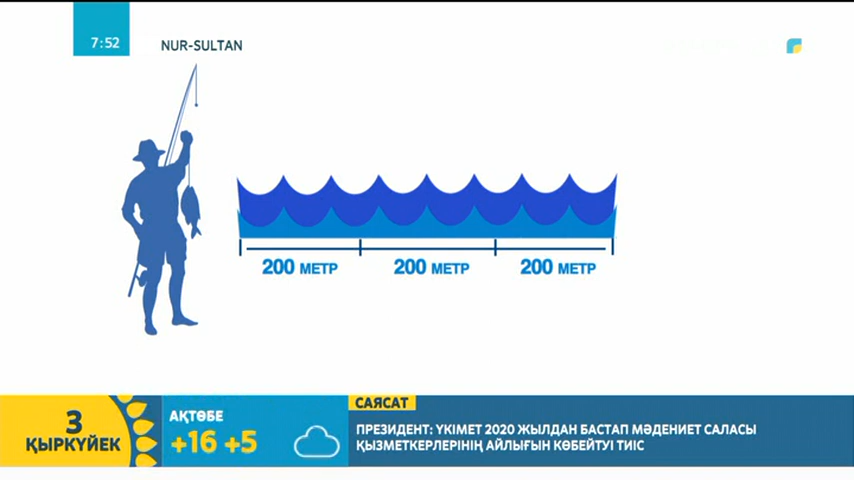 7:52
NUR-SULTAN
200 МЕТР
200 МЕТР
200 МЕТР
3
ҚЫРКҮЙЕК
АҚТӨБЕ
+16 +5
САЯСАТ
ПРЕЗИДЕНТ: ҮКІМЕТ 2020 ЖЫЛДАН БАСТАП МӘДЕНИЕТ САЛАСЫ
ҚЫЗМЕТКЕРЛЕРІНІҢ АЙЛЫҒЫН КӨБЕЙТУІ ТИІС